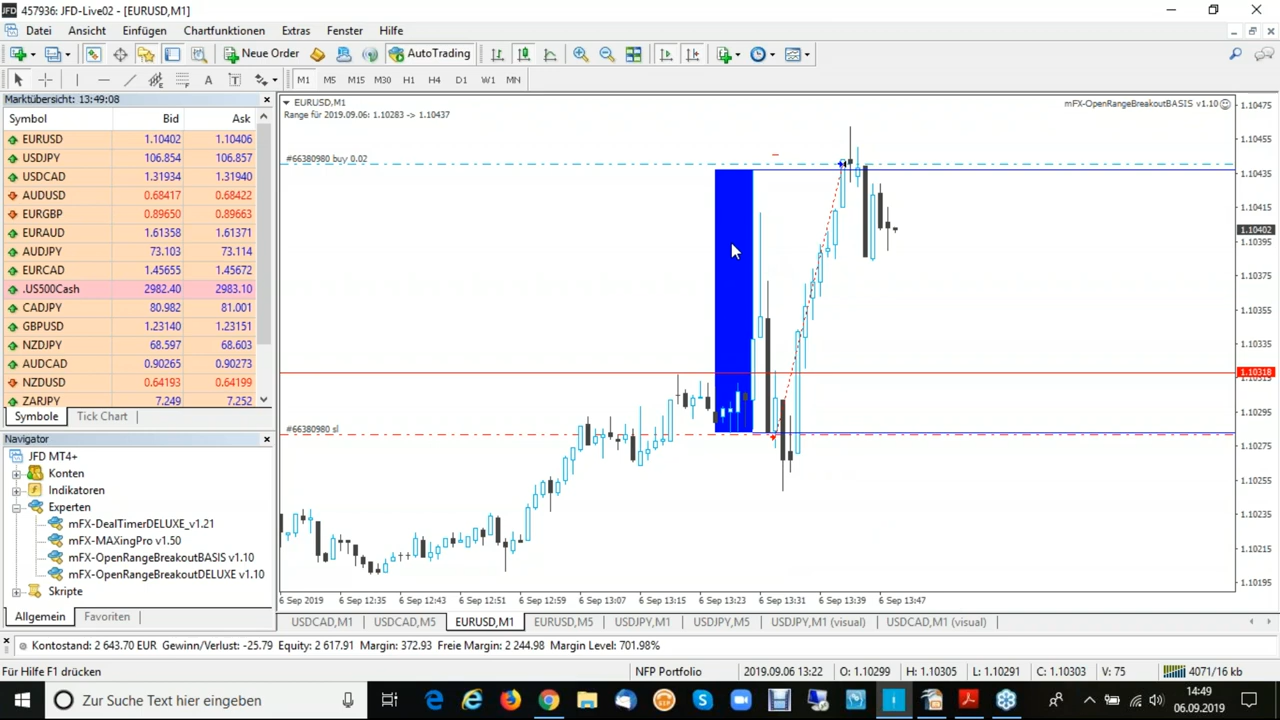 457936: JFD-Live02 - [EURUSD,M1]
Datei Ansicht Einfügen Chartfunktionen Extras Fenster Hilfe
New Order AutoTrading
M1 M5 M15 M30 H1 H4 D1 W1 MN
Marktübersicht: 13:49:08
Symbol Bid Ask
EURUSD 1.10402 1.10406
USDJPY 106.854 106.857
USDCAD 1.31934 1.31940
AUDUSD 0.68417 0.68422
EURGBP 0.89650 0.89663
EURAUD 1.61358 1.61371
AUDJPY 73.103 73.114
EURCAD 1.45655 1.45672
.US500Cash 2982.40 2983.10
CADJPY 80.982 81.001
GBPUSD 1.23140 1.23151
NZDJPY 68.597 68.603
AUDCAD 0.90265 0.90273
NZDUSD 0.64193 0.64199
ZARJPY 7.249 7.252
Symbole Tick Chart
Navigator
JFD MT4+
Konten
Indikatoren
Experten
mFX-DealTimerDELUXE_v1.21
mFX-MAXingPro v1.50
mFX-OpenRangeBreakoutBASIS v1.10
mFX-OpenRangeBreakoutDELUXE v1.10
Skripte
Allgemein Favoriten
EURUSD,M1
Range für 2019.09.06: 1.10283 -> 1.10437
mFX-OpenRangeBreakoutBASIS v1.10
#66380980 buy 0.02
#66380980 sl
1.10475
1.10455
1.10435
1.10415
1.10402
1.10395
1.10375
1.10355
1.10335
1.10318
1.10295
1.10275
1.10255
1.10235
1.10215
1.10195
6 Sep 2019 6 Sep 12:35 6 Sep 12:43 6 Sep 12:51 6 Sep 12:59 6 Sep 13:07 6 Sep 13:15 6 Sep 13:23 6 Sep 13:31 6 Sep 13:39 6 Sep 13:47
USDCAD,M1 USDCAD,M5 EURUSD,M1 EURUSD,M5 USDJPY,M1 USDJPY,M5 USDJPY,M1 (visual) USDCAD,M1 (visual)
Kontostand: 2 643.70 EUR Gewinn/Verlust: -25.79 Equity: 2 617.91 Margin: 372.93 Freie Margin: 2 244.98 Margin Level: 701.98%
Für Hilfe F1 drücken NFP Portfolio 2019.09.06 13:22 O: 1.10299 H: 1.10305 L: 1.10291 C: 1.10303 V: 75 4071/16 kb
Zur Suche Text hier eingeben
14:49
06.09.2019